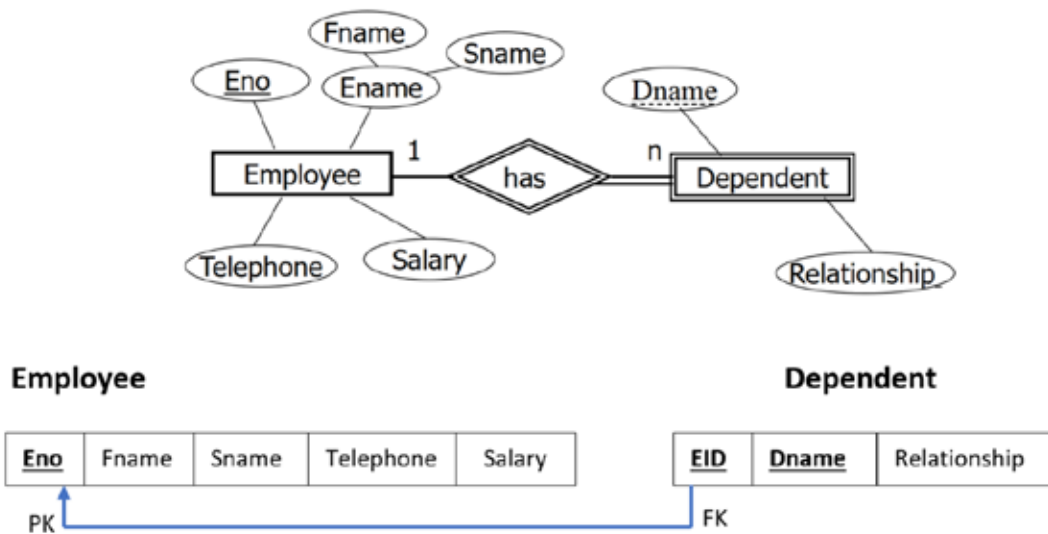 Fname
Sname
Eno
Ename
Dname
1
n
Employee
has
Dependent
Telephone
Salary
Relationship
Employee
Dependent
Eno Fname Sname Telephone Salary
EID Dname Relationship
PK
FK